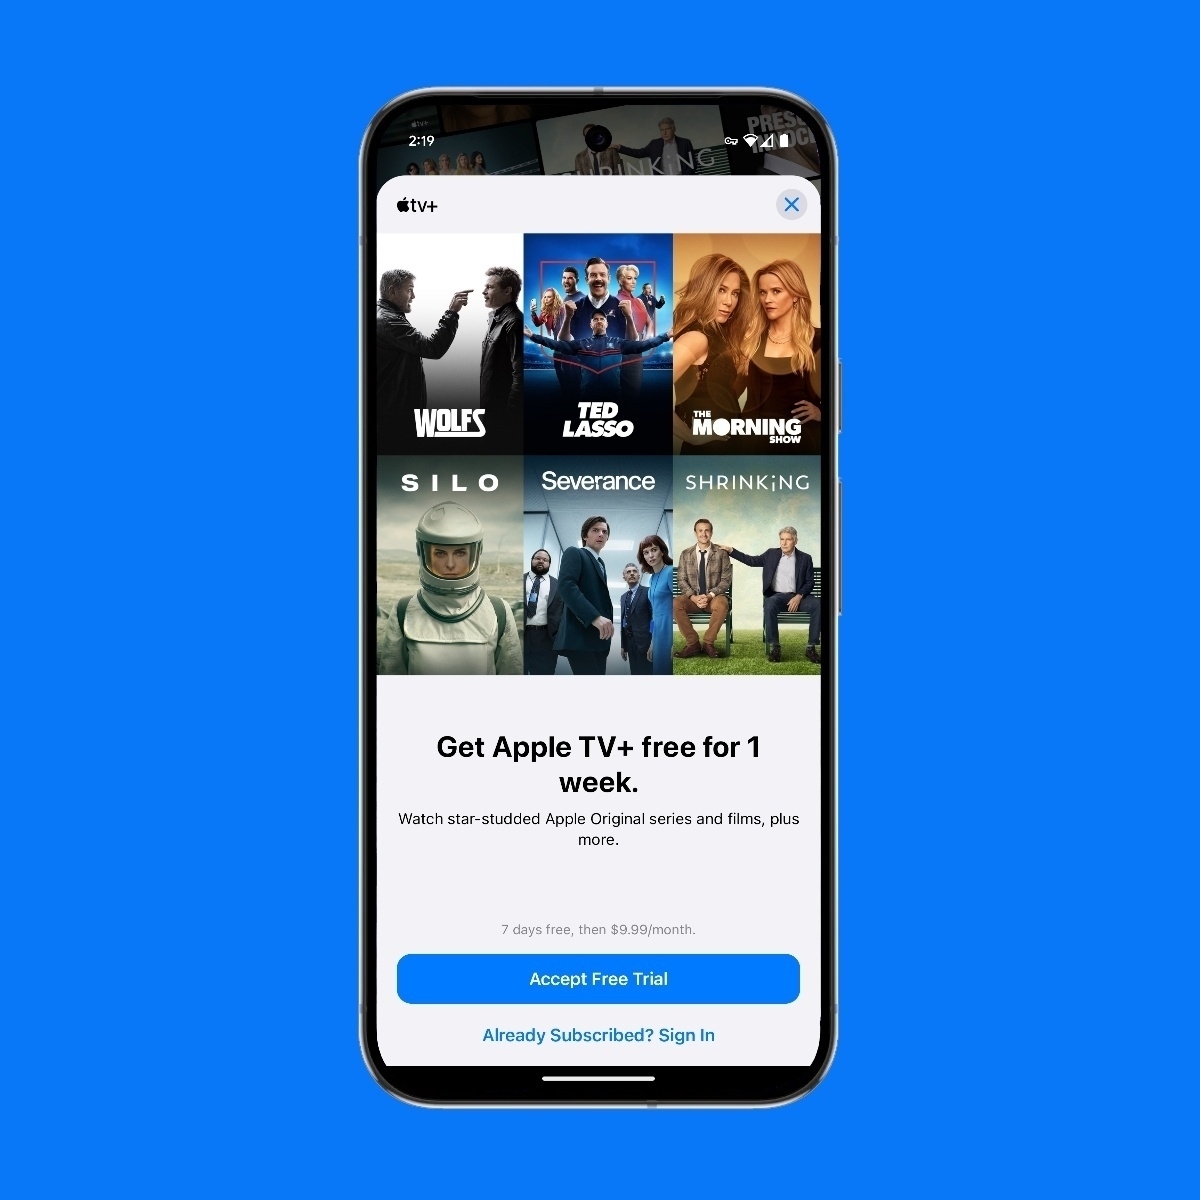 2:19
SHRINKiNG
tv+
tv+
WOLFS
TED
LASSO
THE
MORNING
SHOW
SILO
Severance
SHRINKiNG
Get Apple TV+ free for 1
week.
Watch star-studded Apple Original series and films, plus
more.
7 days free, then $9.99/month.
Accept Free Trial
Already Subscribed? Sign In